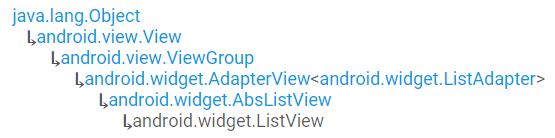 java.lang.Object
↳android.view.View
↳android.view.ViewGroup
↳android.widget.AdapterView<android.widget.ListAdapter>
↳android.widget.AbsListView
↳android.widget.ListView